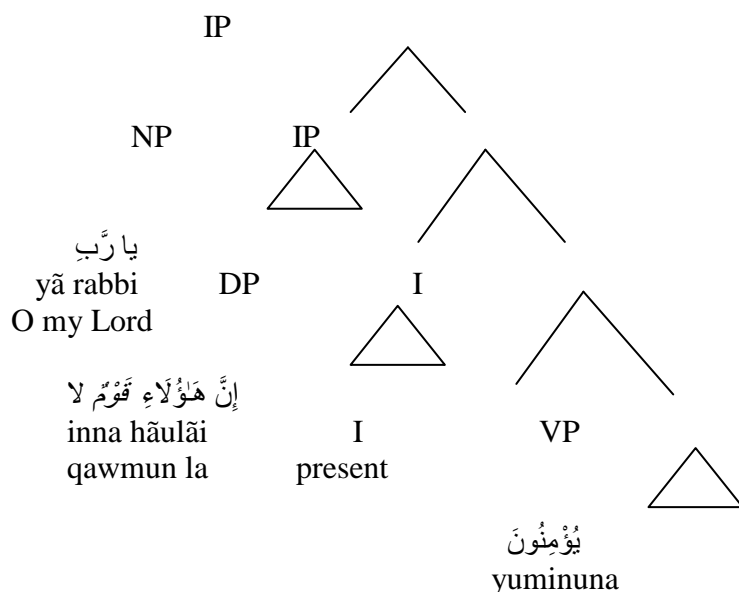 IP
NP IP
يا رَّبِ
yã rabbi
O my Lord
DP I
إِنَّ هَـٰؤُلَاءِ قَوْمٌ لا
inna hãulãi
qawmun la
I VP
present
يُؤْمِنُونَ
yuminuna